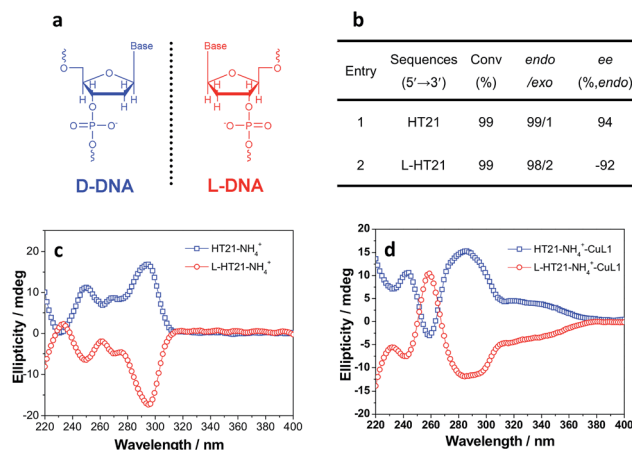 a
Base
O
O
H
H
H
H
O
O=P-O⁻
O
D-DNA
Base
O
O
H
H
H
H
O
⁻O-P=O
O
L-DNA
b
Entry Sequences (5'→3') Conv (%) endo /exo ee (%,endo)
1 HT21 99 99/1 94
2 L-HT21 99 98/2 -92
c
HT21-NH₄⁺
L-HT21-NH₄⁺
Ellipticity / mdeg
20
10
0
-10
-20
220 240 260 280 300 320 340 360 380 400
Wavelength / nm
d
HT21-NH₄⁺-CuL1
L-HT21-NH₄⁺-CuL1
Ellipticity / mdeg
20
15
10
5
0
-5
-10
-15
-20
220 240 260 280 300 320 340 360 380 400
Wavelength / nm